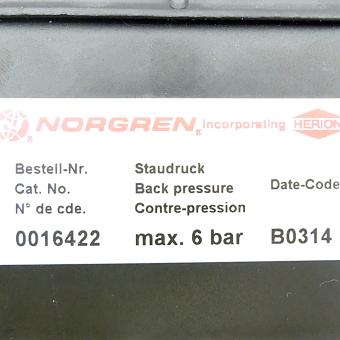 NORGREN® Incorporating HERION
Bestell-Nr. Staudruck
Cat. No. Back pressure Date-Code
N° de cde. Contre-pression
0016422 max. 6 bar B0314